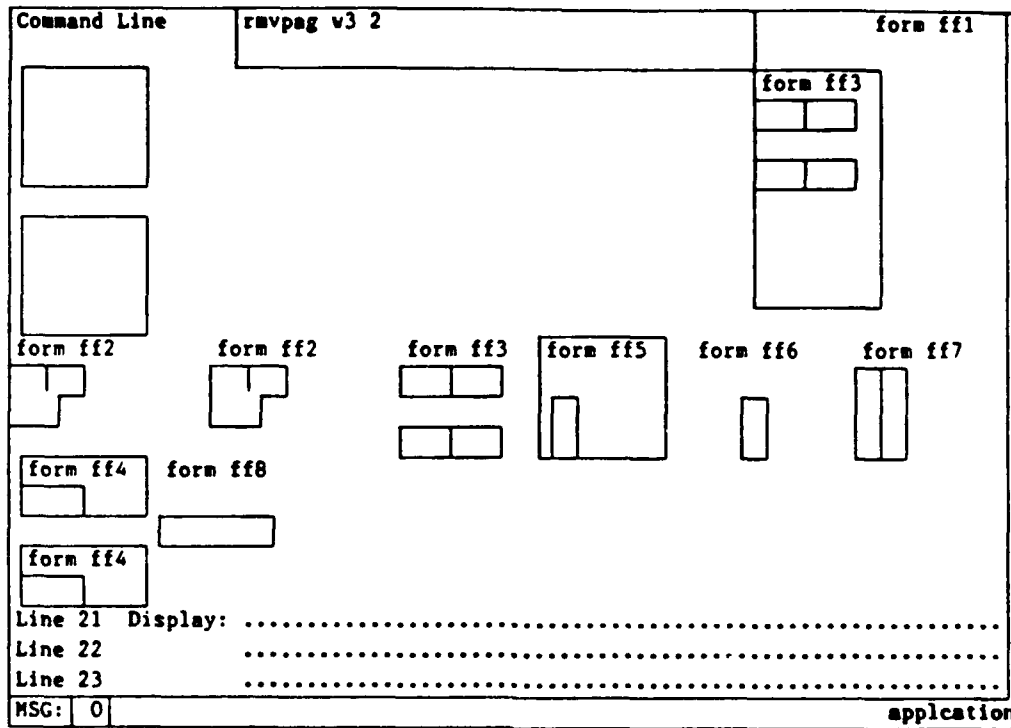 Command Line rmvpag v3 2 form ff1
form ff3
form ff2 form ff2 form ff3 form ff5 form ff6 form ff7
form ff4 form ff8
form ff4
Line 21 Display: ............................................................
Line 22 ............................................................
Line 23 ............................................................
MSG: 0 applcation